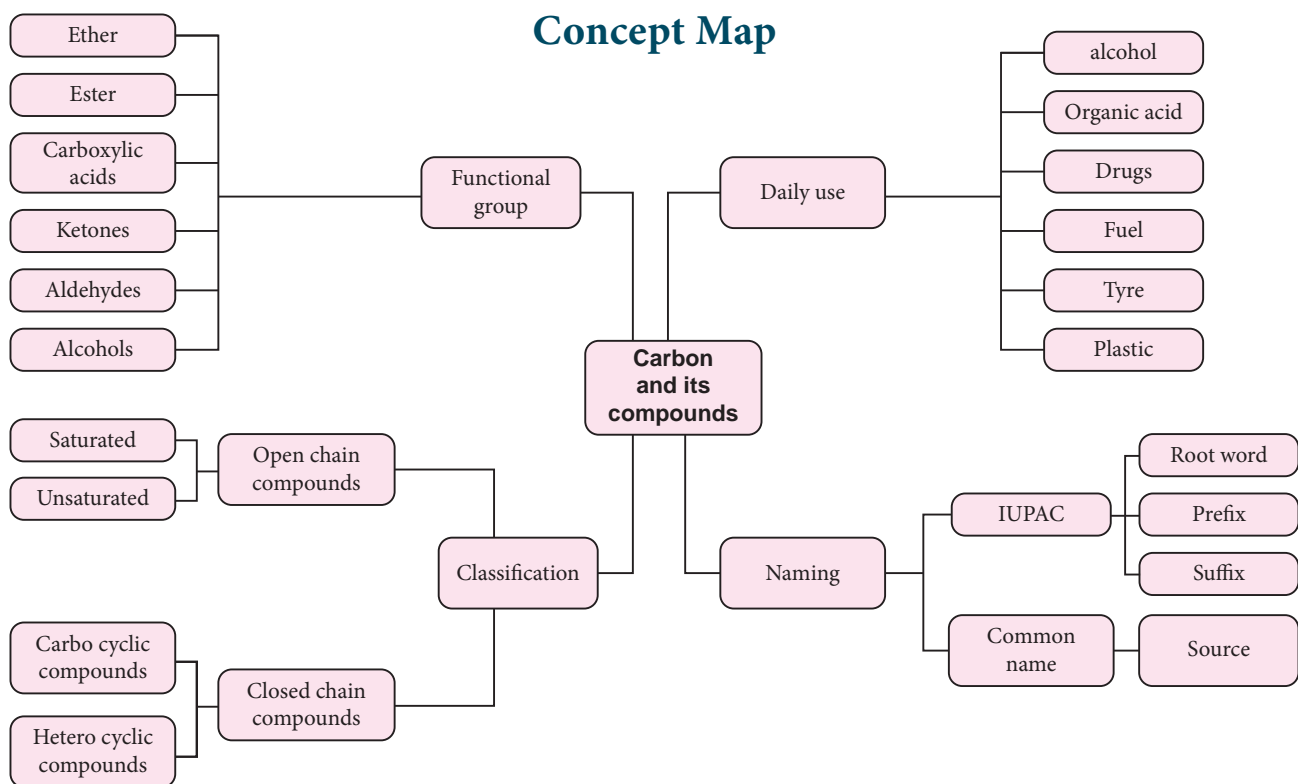 Concept Map
Ether
Ester
Carboxylic
acids
Ketones
Aldehydes
Alcohols
Functional
group
Daily use
alcohol
Organic acid
Drugs
Fuel
Tyre
Plastic
Carbon
and its
compounds
Saturated
Unsaturated
Open chain
compounds
Classification
Carbo cyclic
compounds
Hetero cyclic
compounds
Closed chain
compounds
Naming
IUPAC
Root word
Prefix
Suffix
Common
name
Source